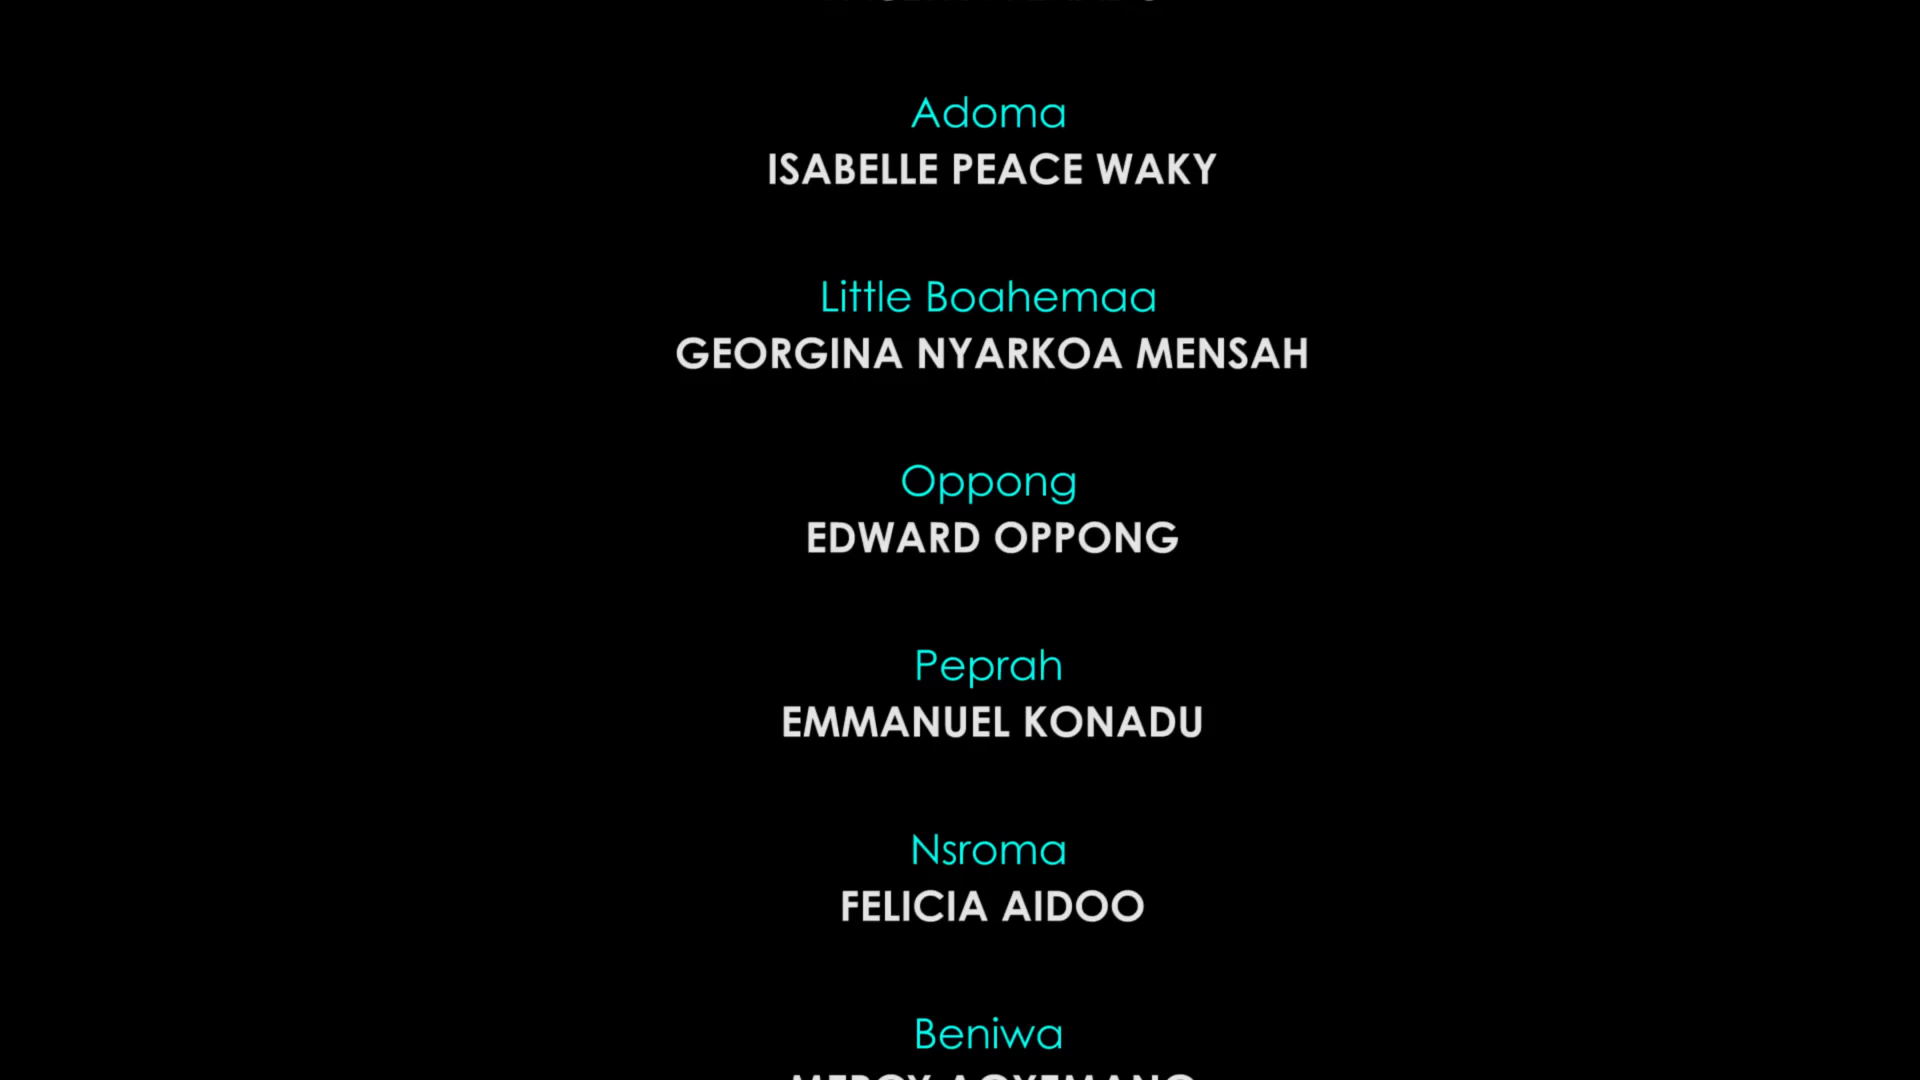 Adoma
ISABELLE PEACE WAKY
Little Boahemaa
GEORGINA NYARKOA MENSAH
Oppong
EDWARD OPPONG
Peprah
EMMANUEL KONADU
Nsroma
FELICIA AIDOO
Beniwa
MERCY